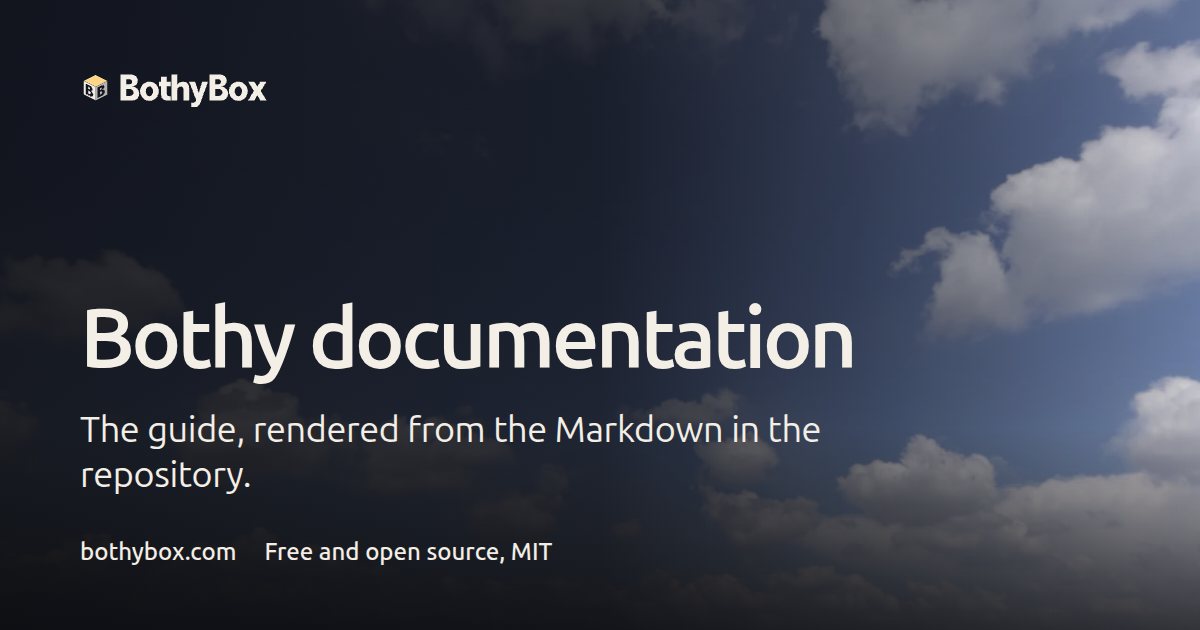 BothyBox
Bothy documentation
The guide, rendered from the Markdown in the
repository.
bothybox.com Free and open source, MIT